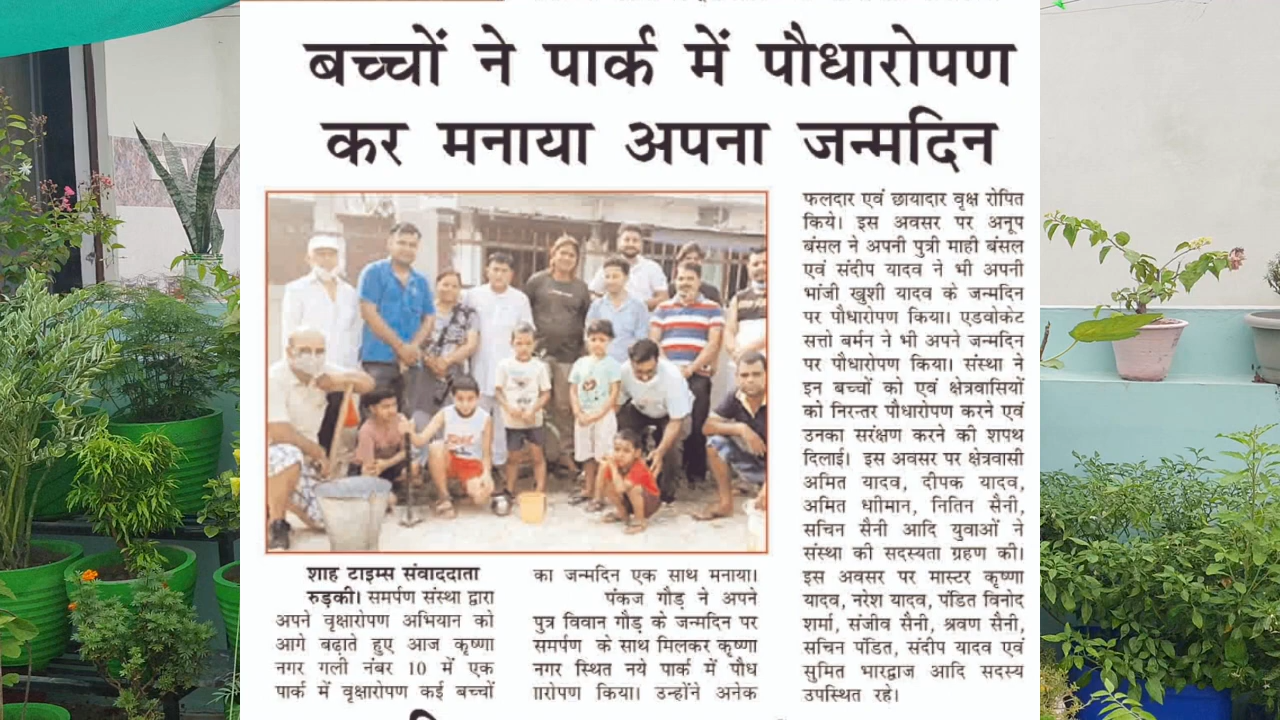 बच्चों ने पार्क में पौधारोपण
कर मनाया अपना जन्मदिन
शाह टाइम्स संवाददाता
रुड़की। समर्पण संस्था द्वारा
अपने वृक्षारोपण अभियान को
आगे बढ़ाते हुए आज कृष्णा
नगर गली नंबर 10 में एक
पार्क में वृक्षारोपण कई बच्चों
का जन्मदिन एक साथ मनाया।
पंकज गौड़ ने अपने
पुत्र विवान गौड़ के जन्मदिन पर
समर्पण के साथ मिलकर कृष्णा
नगर स्थित नये पार्क में पौध
ाारोपण किया। उन्होंने अनेक
फलदार एवं छायादार वृक्ष रोपित
किये। इस अवसर पर अनूप
बंसल ने अपनी पुत्री माही बंसल
एवं संदीप यादव ने भी अपनी
भांजी खुशी यादव के जन्मदिन
पर पौधारोपण किया। एडवोकेट
सत्तो बर्मन ने भी अपने जन्मदिन
पर पौधारोपण किया। संस्था ने
इन बच्चों को एवं क्षेत्रवासियों
को निरन्तर पौधारोपण करने एवं
उनका सरंक्षण करने की शपथ
दिलाई। इस अवसर पर क्षेत्रवासी
अमित यादव, दीपक यादव,
अमित धाीमान, नितिन सैनी,
सचिन सैनी आदि युवाओं ने
संस्था की सदस्यता ग्रहण की।
इस अवसर पर मास्टर कृष्णा
यादव, नरेश यादव, पंडित विनोद
शर्मा, संजीव सैनी, श्रवण सैनी,
सचिन पंडित, संदीप यादव एवं
सुमित भारद्वाज आदि सदस्य
उपस्थित रहे।